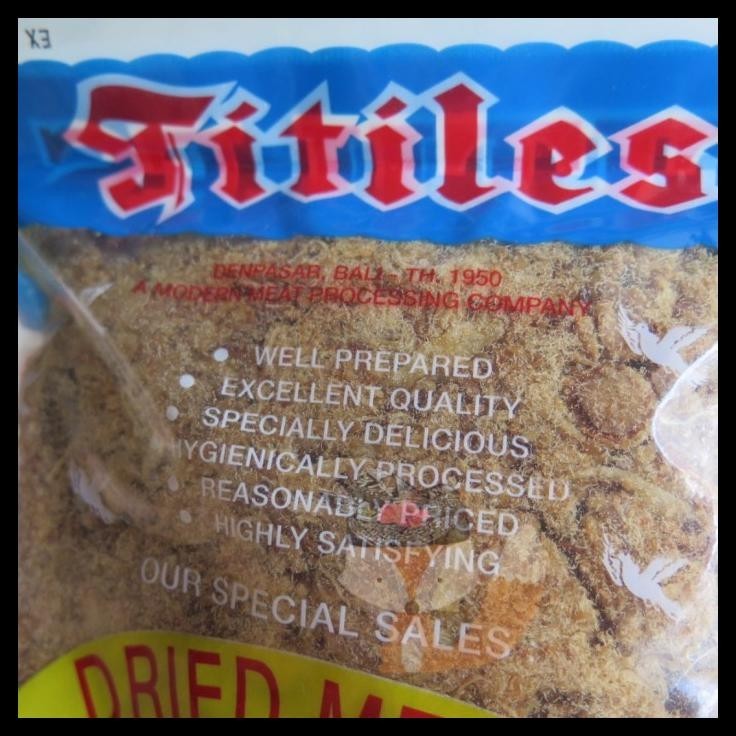 EX
Titiles
DENPASAR, BALI - TH. 1950
A MODERN MEAT PROCESSING COMPANY
• WELL PREPARED
• EXCELLENT QUALITY
• SPECIALLY DELICIOUS
HYGIENICALLY PROCESSED
• REASONABLY PRICED
• HIGHLY SATISFYING
OUR SPECIAL SALES :
DRIED